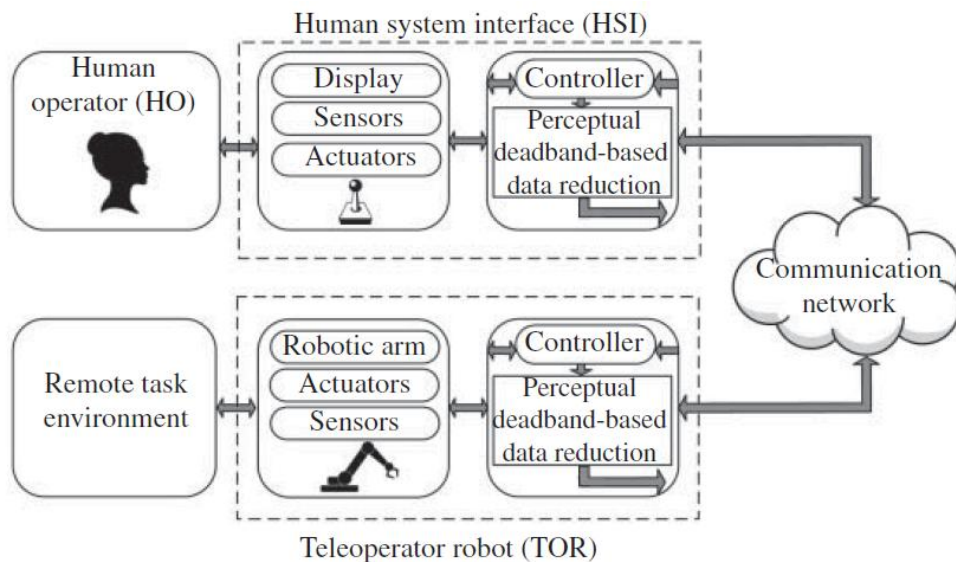 Human system interface (HSI)
Human
operator (HO)
Display
Sensors
Actuators
Controller
Perceptual
deadband-based
data reduction
Communication
network
Remote task
environment
Robotic arm
Actuators
Sensors
Controller
Perceptual
deadband-based
data reduction
Teleoperator robot (TOR)